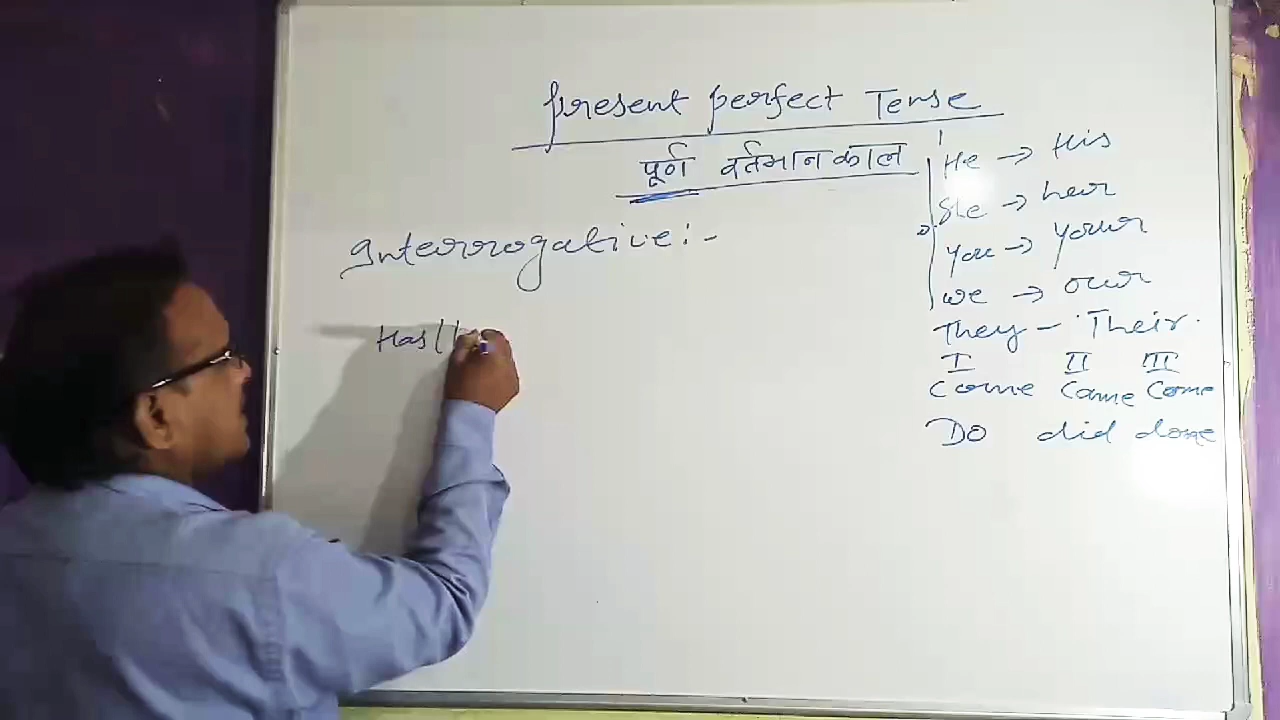 Present perfect Tense
पूर्ण वर्तमान काल
Interrogative:-
Has
He → His
She → her
You → your
we → our
They - Their.
I II III
Come Came Come
Do did done